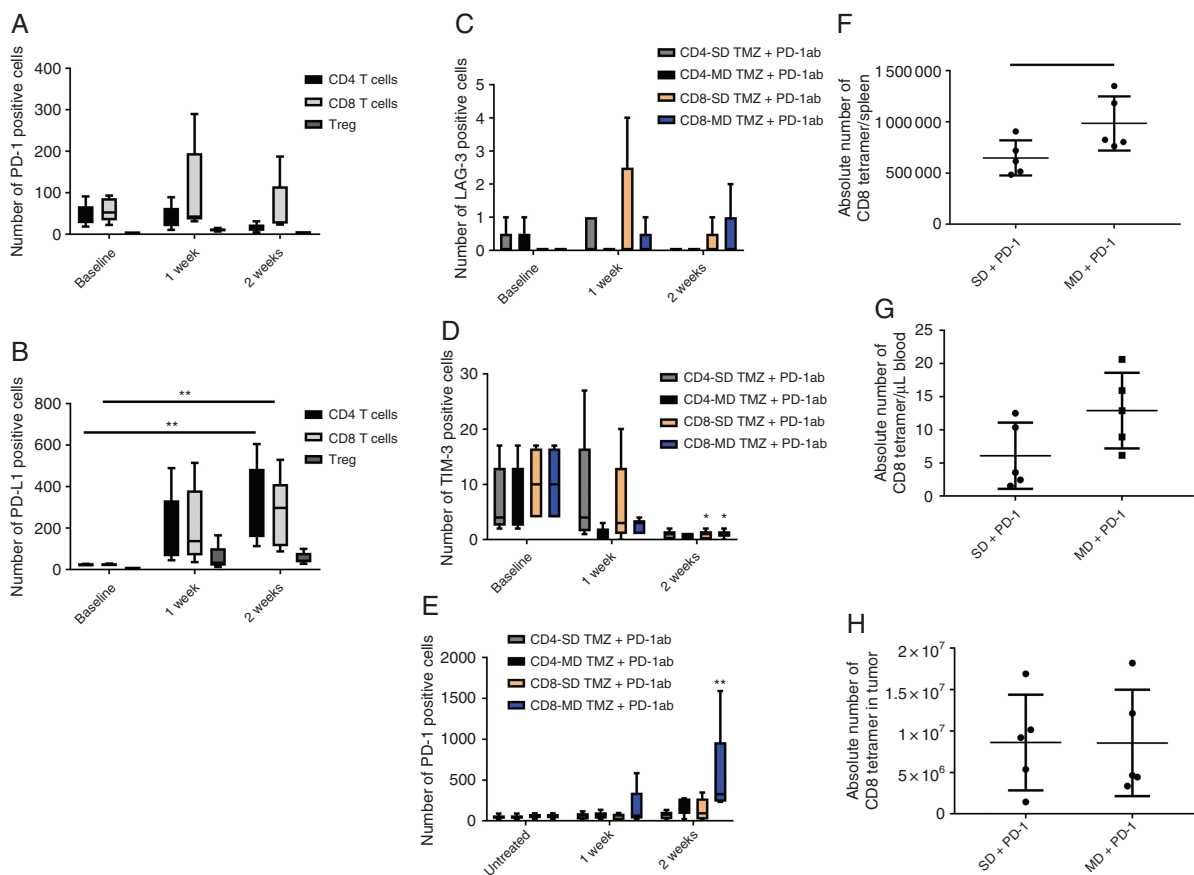 A
Number of PD-1 positive cells
400
300
200
100
50
0
CD4 T cells
CD8 T cells
Treg
Baseline
1 week
2 weeks
B
Number of PD-L1 positive cells
800
600
400
200
0
**
**
CD4 T cells
CD8 T cells
Treg
Baseline
1 week
2 weeks
C
Number of LAG-3 positive cells
5
4
3
2
1
0
CD4-SD TMZ + PD-1ab
CD4-MD TMZ + PD-1ab
CD8-SD TMZ + PD-1ab
CD8-MD TMZ + PD-1ab
Baseline
1 week
2 weeks
D
Number of TIM-3 positive cells
30
25
20
15
10
5
0
CD4-SD TMZ + PD-1ab
CD4-MD TMZ + PD-1ab
CD8-SD TMZ + PD-1ab
CD8-MD TMZ + PD-1ab
*
*
Baseline
1 week
2 weeks
E
Number of PD-1 positive cells
2000
1500
1000
500
0
CD4-SD TMZ + PD-1ab
CD4-MD TMZ + PD-1ab
CD8-SD TMZ + PD-1ab
CD8-MD TMZ + PD-1ab
**
Untreated
1 week
2 weeks
F
Absolute number of
CD8 tetramer/spleen
1500 000
1000 000
500 000
0
SD + PD-1
MD + PD-1
G
Absolute number of
CD8 tetramer/μL blood
25
20
15
10
5
0
SD + PD-1
MD + PD-1
H
Absolute number of
CD8 tetramer in tumor
2 × 10⁷
1.5 × 10⁷
1 × 10⁷
5 × 10⁶
0
SD + PD-1
MD + PD-1